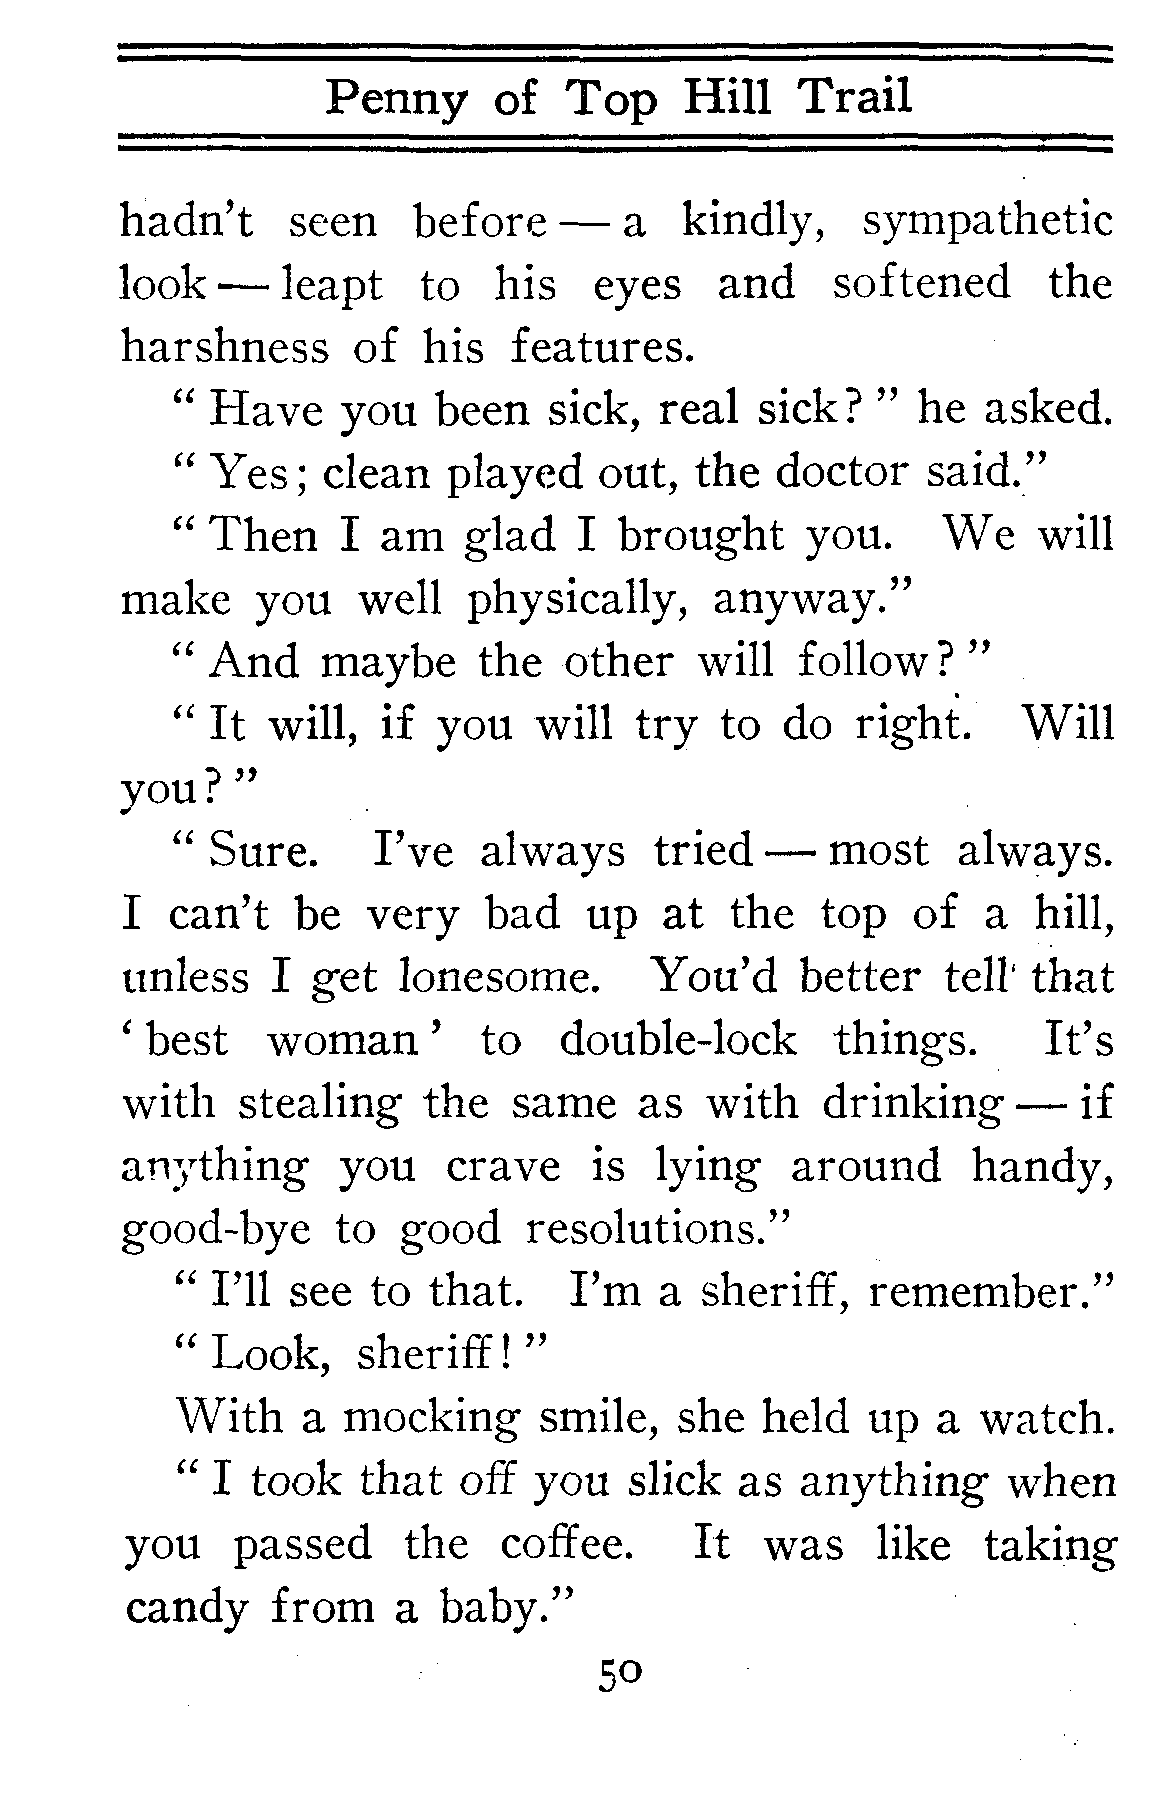 Penny of Top Hill Trail
hadn't seen before — a kindly, sympathetic
look — leapt to his eyes and softened the
harshness of his features.
" Have you been sick, real sick? " he asked.
" Yes; clean played out, the doctor said."
" Then I am glad I brought you. We will
make you well physically, anyway."
" And maybe the other will follow? "
" It will, if you will try to do right. Will
you? "
" Sure. I've always tried — most always.
I can't be very bad up at the top of a hill,
unless I get lonesome. You'd better tell that
' best woman ' to double-lock things. It's
with stealing the same as with drinking — if
anything you crave is lying around handy,
good-bye to good resolutions."
" I'll see to that. I'm a sheriff, remember."
" Look, sheriff! "
With a mocking smile, she held up a watch.
" I took that off you slick as anything when
you passed the coffee. It was like taking
candy from a baby."
50